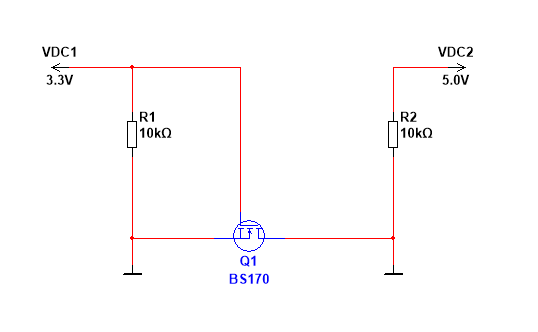 VDC1
3.3V
VDC2
5.0V
R1
10kΩ
R2
10kΩ
Q1
BS170